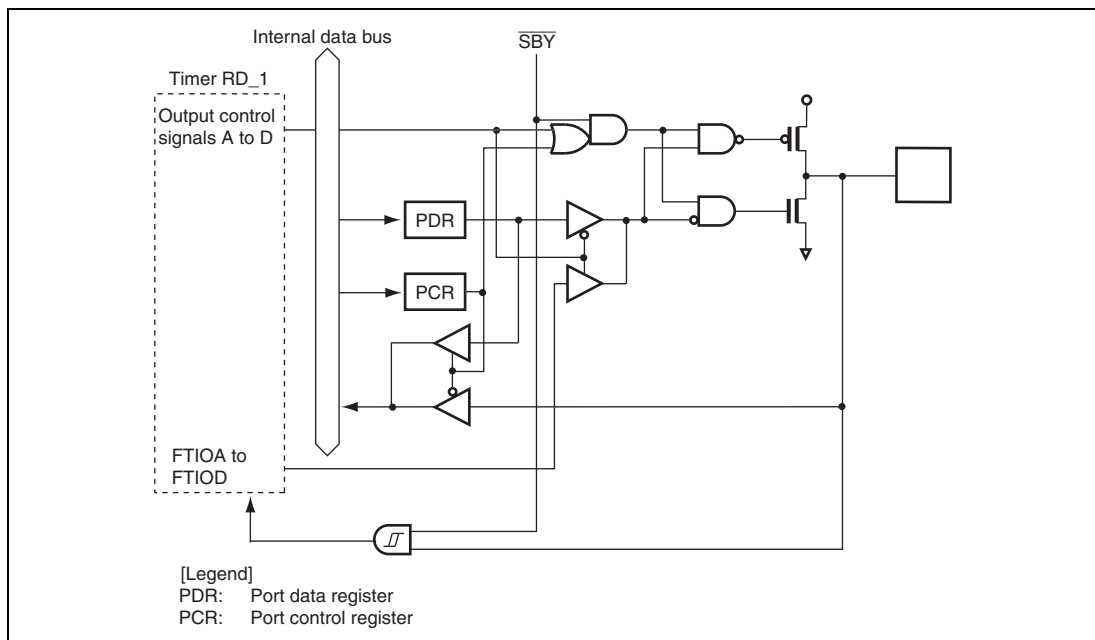 Internal data bus
SBY
Timer RD_1
Output control
signals A to D
PDR
PCR
FTIOA to
FTIOD
[Legend]
PDR: Port data register
PCR: Port control register